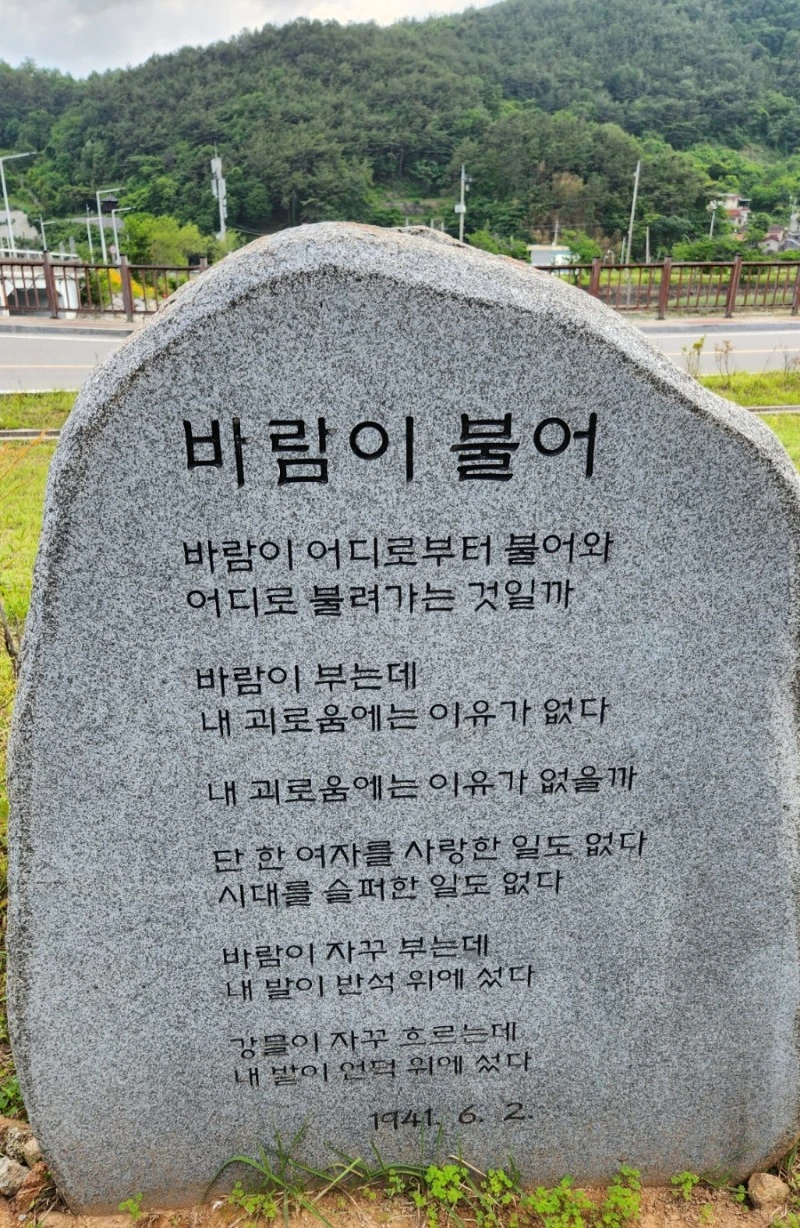 바람이 불어
바람이 어디로부터 불어와
어디로 불려가는 것일까
바람이 부는데
내 괴로움에는 이유가 없다
내 괴로움에는 이유가 없을까
단 한 여자를 사랑한 일도 없다
시대를 슬퍼한 일도 없다
바람이 자꾸 부는데
내 발이 반석 위에 섰다
강물이 자꾸 흐르는데
내 발이 언덕 위에 섰다
1941. 6. 2.